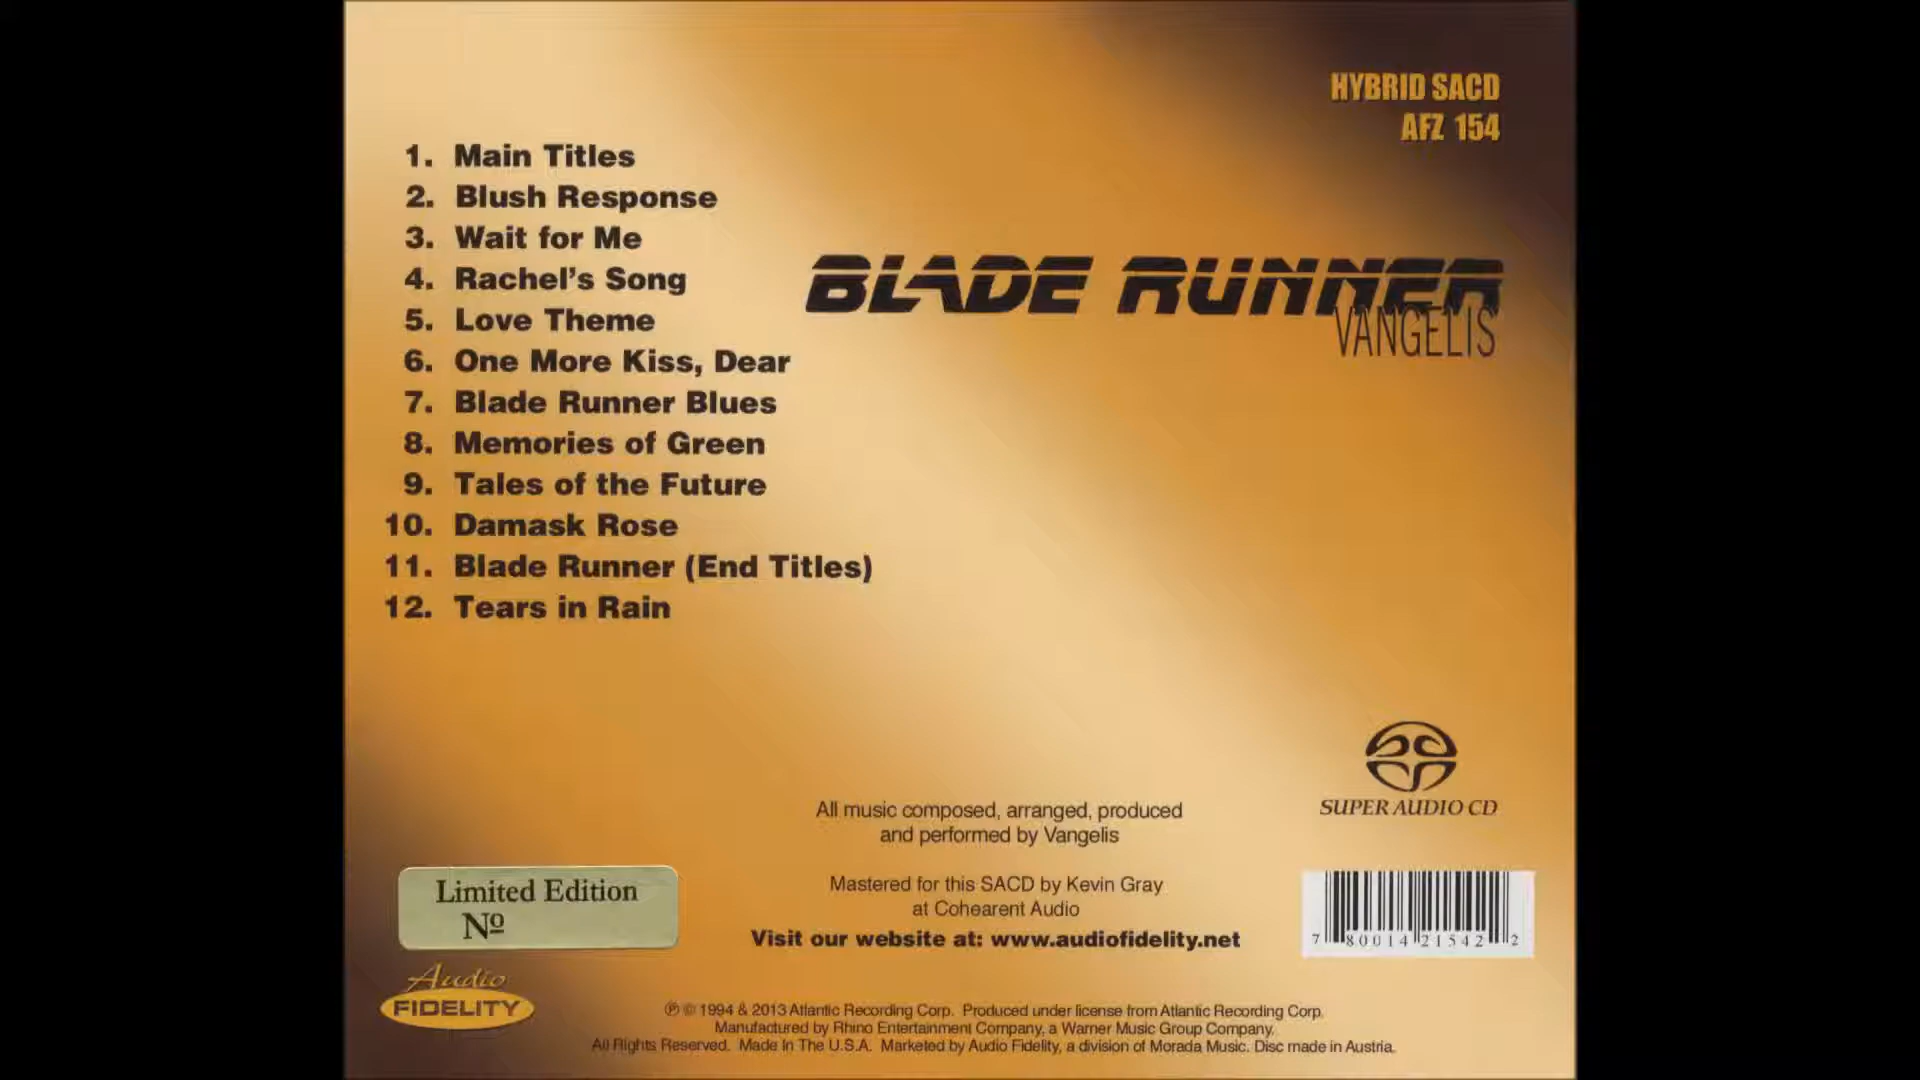 HYBRID SACD
AFZ 154
1. Main Titles
2. Blush Response
3. Wait for Me
4. Rachel's Song
5. Love Theme
6. One More Kiss, Dear
7. Blade Runner Blues
8. Memories of Green
9. Tales of the Future
10. Damask Rose
11. Blade Runner (End Titles)
12. Tears in Rain
BLADE RUNNER
VANGELIS
SUPER AUDIO CD
All music composed, arranged, produced
and performed by Vangelis
Mastered for this SACD by Kevin Gray
at Cohearent Audio
Visit our website at: www.audiofidelity.net
Limited Edition
Nº
7 80014 21542 2
Audio
FIDELITY
℗ © 1994 & 2013 Atlantic Recording Corp. Produced under license from Atlantic Recording Corp.
Manufactured by Rhino Entertainment Company, a Warner Music Group Company.
All Rights Reserved. Made In The U.S.A. Marketed by Audio Fidelity, a division of Morada Music. Disc made in Austria.